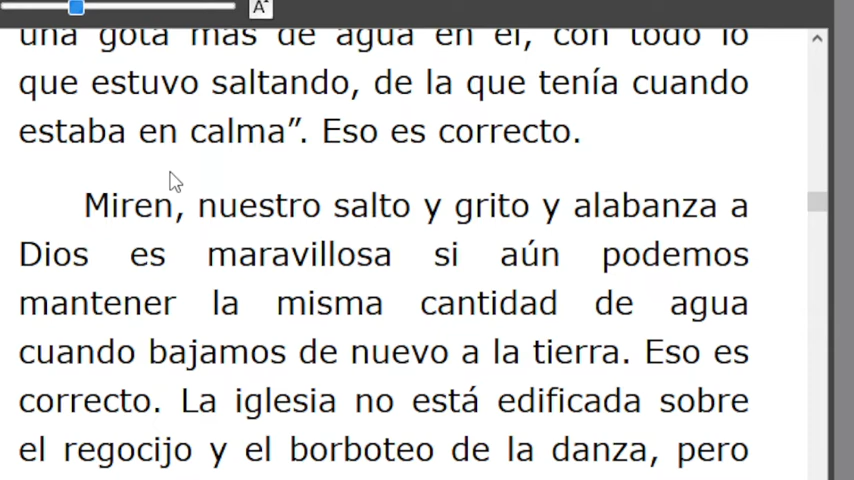 A
una gota más de agua en él, con todo lo
que estuvo saltando, de la que tenía cuando
estaba en calma”. Eso es correcto.
Miren, nuestro salto y grito y alabanza a
Dios es maravillosa si aún podemos
mantener la misma cantidad de agua
cuando bajamos de nuevo a la tierra. Eso es
correcto. La iglesia no está edificada sobre
el regocijo y el borboteo de la danza, pero